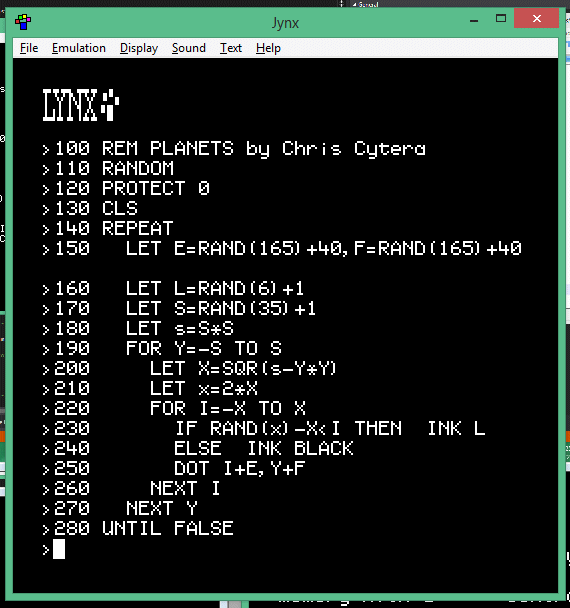 General
Jynx
File Emulation Display Sound Text Help
LYNX
>100 REM PLANETS by Chris Cytera
>110 RANDOM
>120 PROTECT 0
>130 CLS
>140 REPEAT
>150   LET E=RAND(165)+40,F=RAND(165)+40
>160   LET L=RAND(6)+1
>170   LET S=RAND(35)+1
>180   LET s=S*S
>190   FOR Y=-S TO S
>200     LET X=SQR(s-Y*Y)
>210     LET x=2*X
>220     FOR I=-X TO X
>230       IF RAND(x)-X<I THEN  INK L
>240       ELSE  INK BLACK
>250       DOT I+E,Y+F
>260     NEXT I
>270   NEXT Y
>280 UNTIL FALSE
>